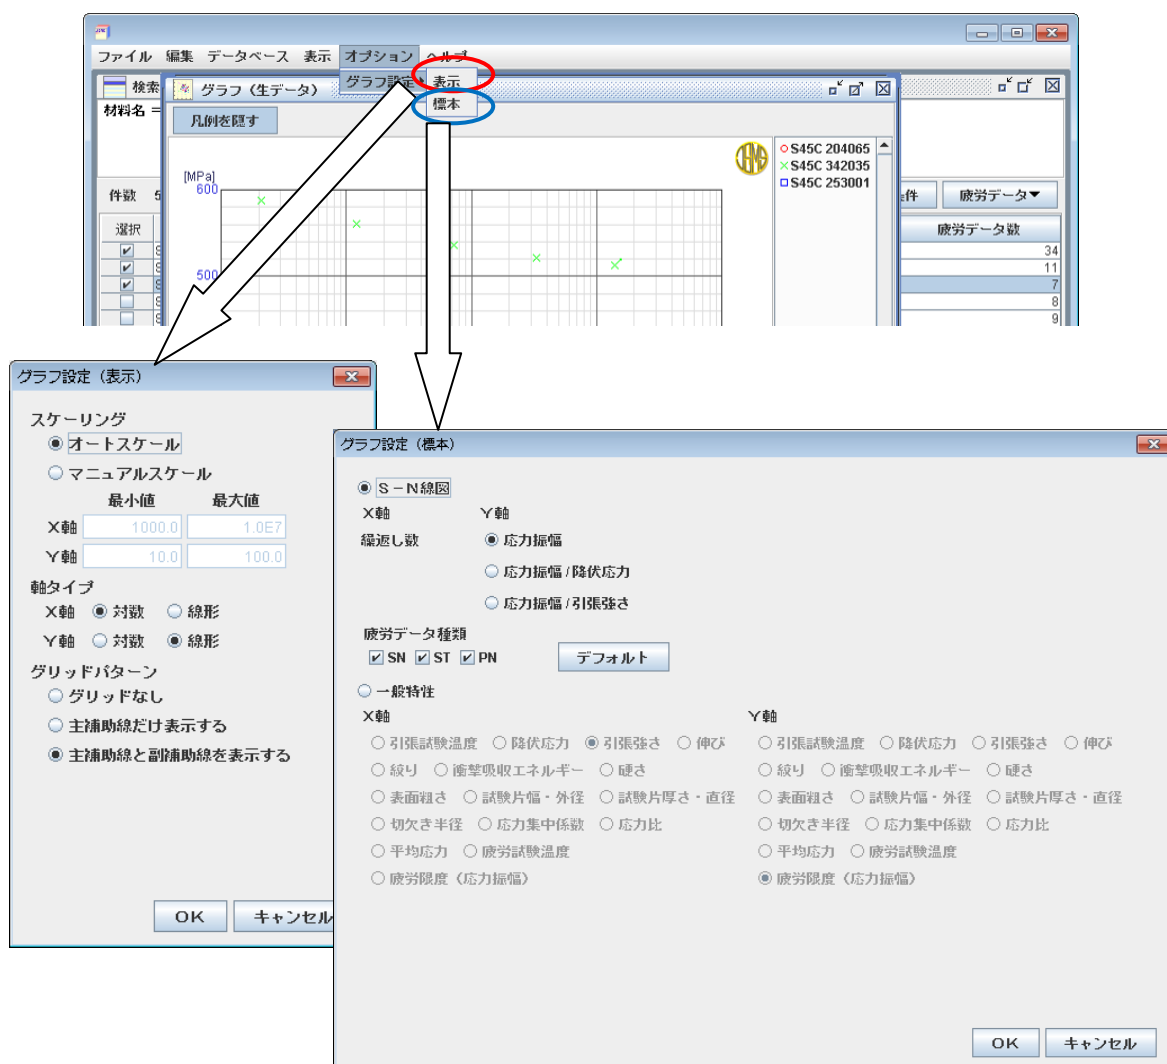 ファイル 編集 データベース 表示 オプション ヘルプ
検索
グラフ（生データ）
グラフ設定
表示
標本
材料名 =
凡例を隠す
JSMS
[MPa]
600
500
S45C 204065
S45C 342035
S45C 253001
件数 5
件
疲労データ▼
選択
疲労データ数
34
11
7
8
9
グラフ設定（表示）
スケーリング
オートスケール
マニュアルスケール
最小値 最大値
X軸 1000.0 1.0E7
Y軸 10.0 100.0
軸タイプ
X軸 対数 線形
Y軸 対数 線形
グリッドパターン
グリッドなし
主補助線だけ表示する
主補助線と副補助線を表示する
OK キャンセル
グラフ設定（標本）
S－N線図
X軸 Y軸
繰返し数 応力振幅
応力振幅/降伏応力
応力振幅/引張強さ
疲労データ種類
SN ST PN デフォルト
一般特性
X軸 Y軸
引張試験温度 降伏応力 引張強さ 伸び 引張試験温度 降伏応力 引張強さ 伸び
絞り 衝撃吸収エネルギー 硬さ 絞り 衝撃吸収エネルギー 硬さ
表面粗さ 試験片幅・外径 試験片厚さ・直径 表面粗さ 試験片幅・外径 試験片厚さ・直径
切欠き半径 応力集中係数 応力比 切欠き半径 応力集中係数 応力比
平均応力 疲労試験温度 平均応力 疲労試験温度
疲労限度（応力振幅） 疲労限度（応力振幅）
OK キャンセル